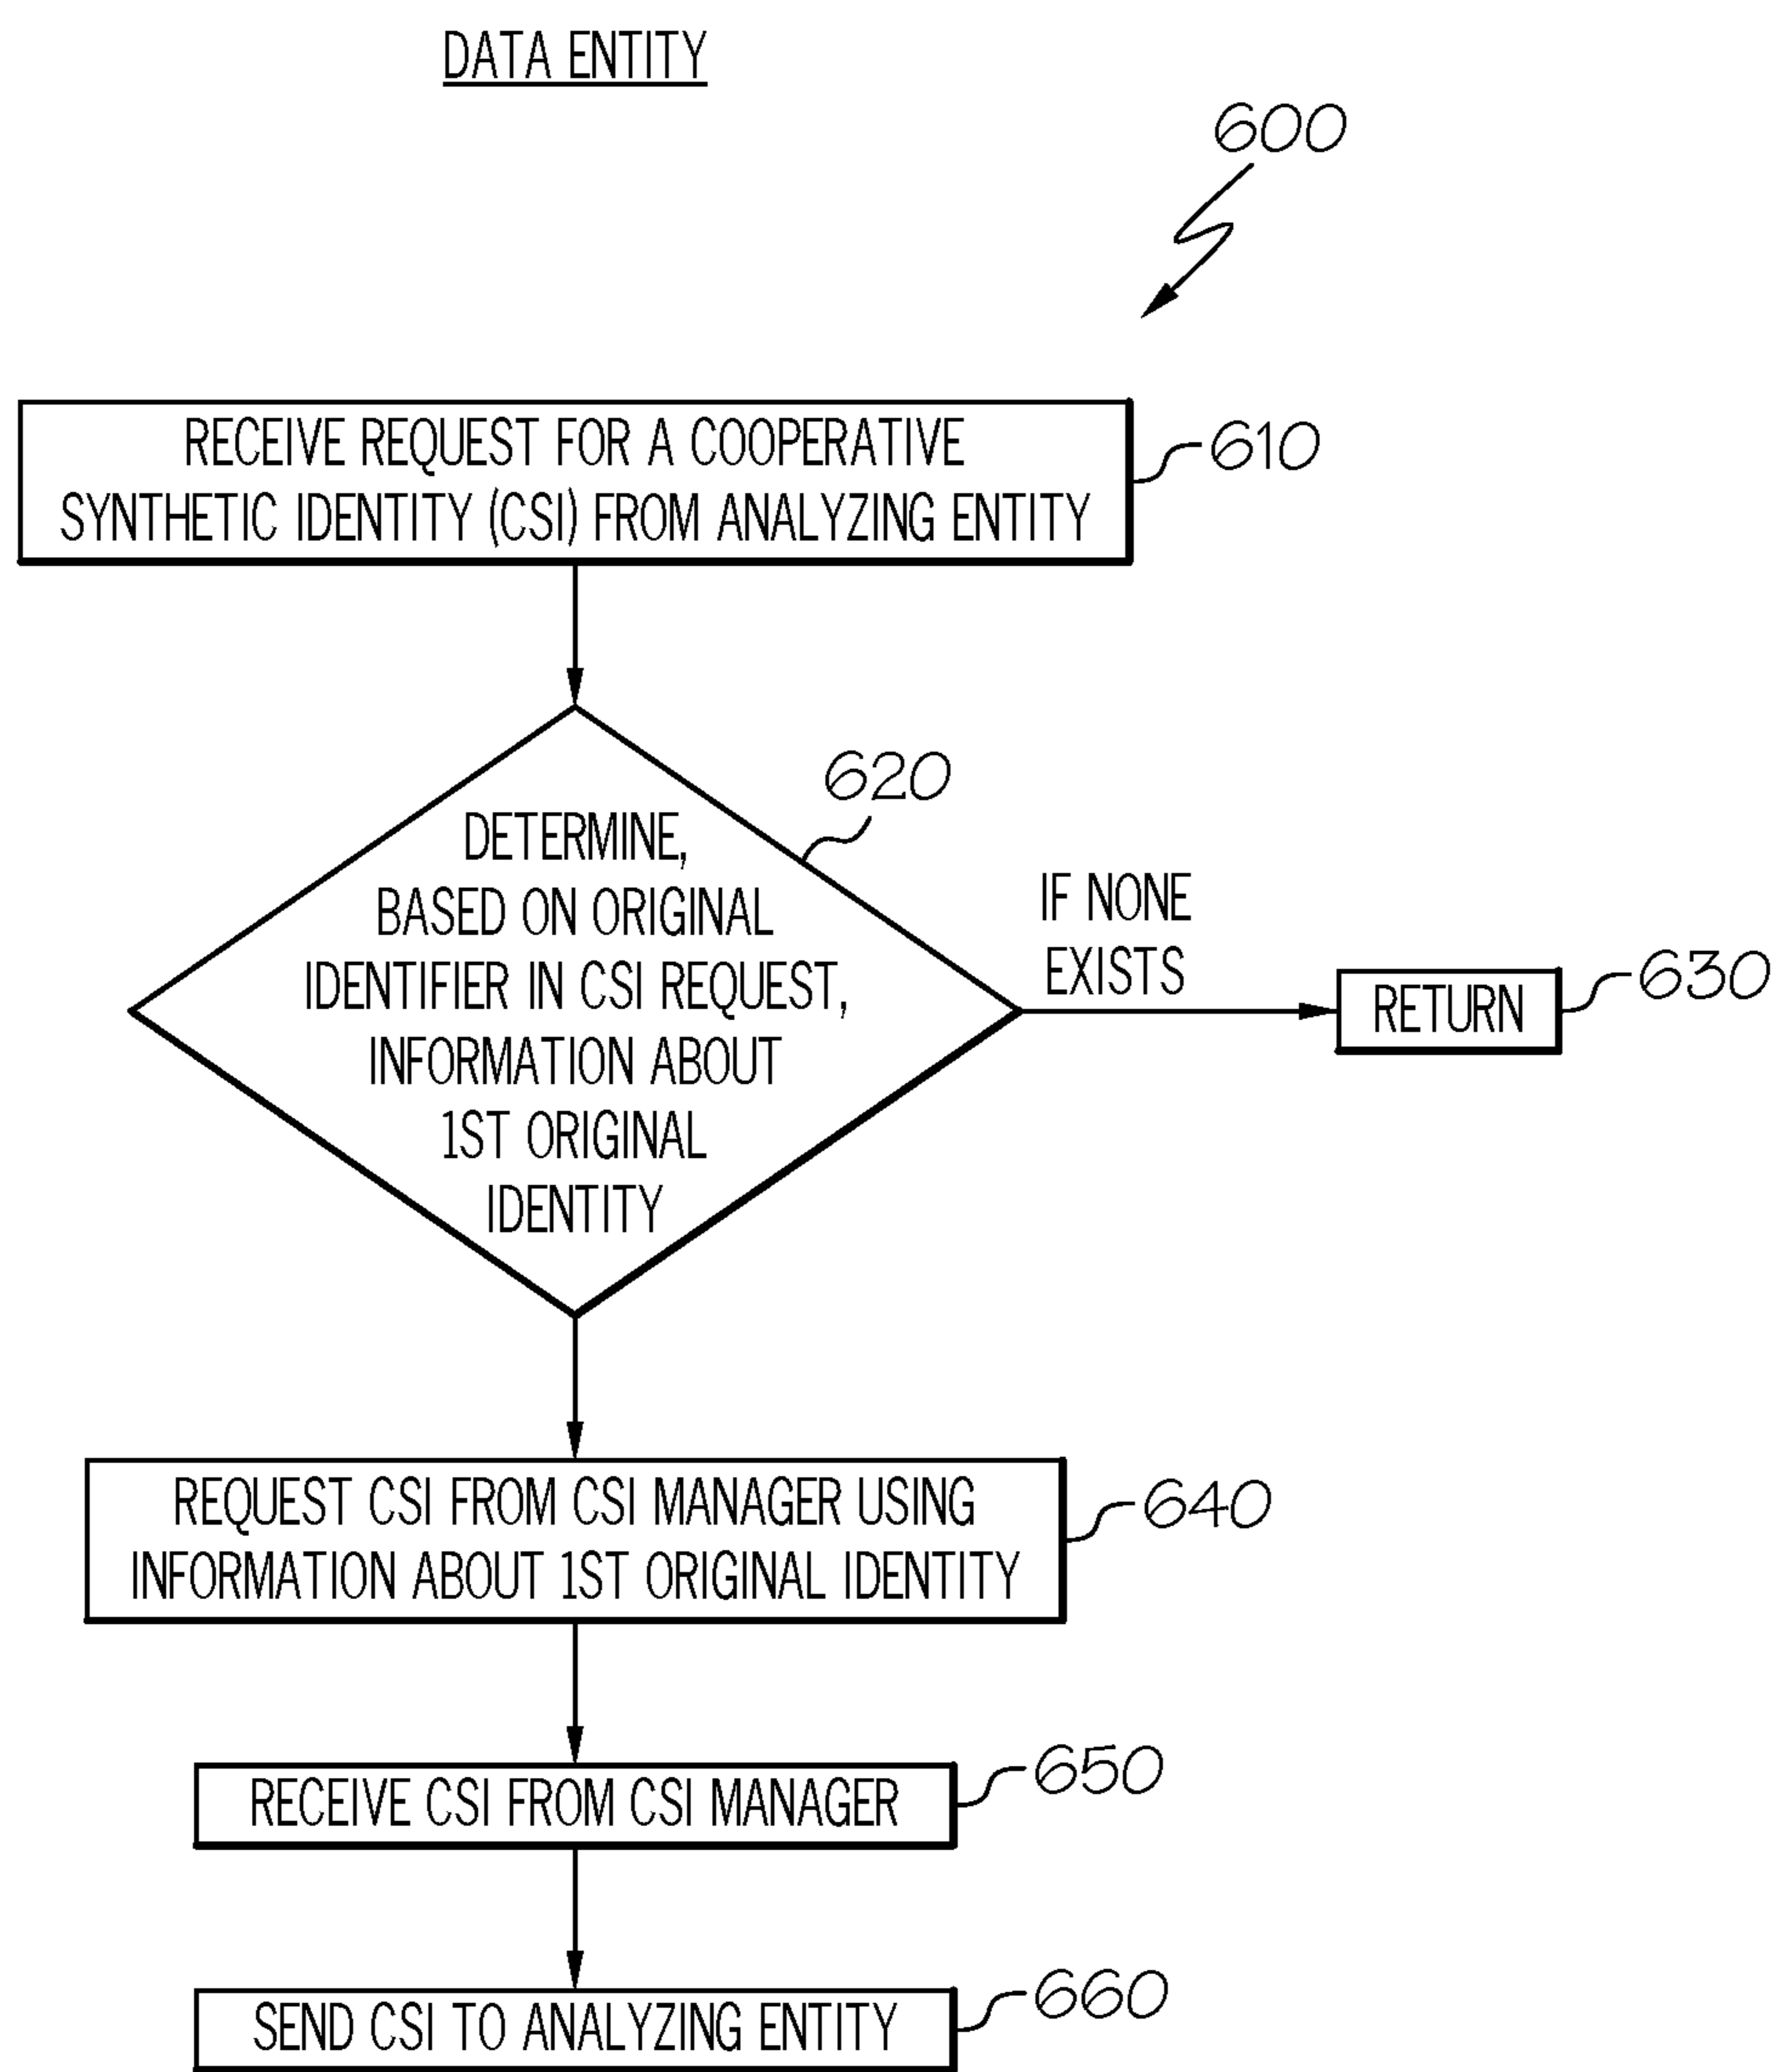 DATA ENTITY
600
RECEIVE REQUEST FOR A COOPERATIVE
SYNTHETIC IDENTITY (CSI) FROM ANALYZING ENTITY
610
620
DETERMINE,
BASED ON ORIGINAL
IDENTIFIER IN CSI REQUEST,
INFORMATION ABOUT
1ST ORIGINAL
IDENTITY
IF NONE
EXISTS
RETURN
630
REQUEST CSI FROM CSI MANAGER USING
INFORMATION ABOUT 1ST ORIGINAL IDENTITY
640
RECEIVE CSI FROM CSI MANAGER
650
SEND CSI TO ANALYZING ENTITY
660